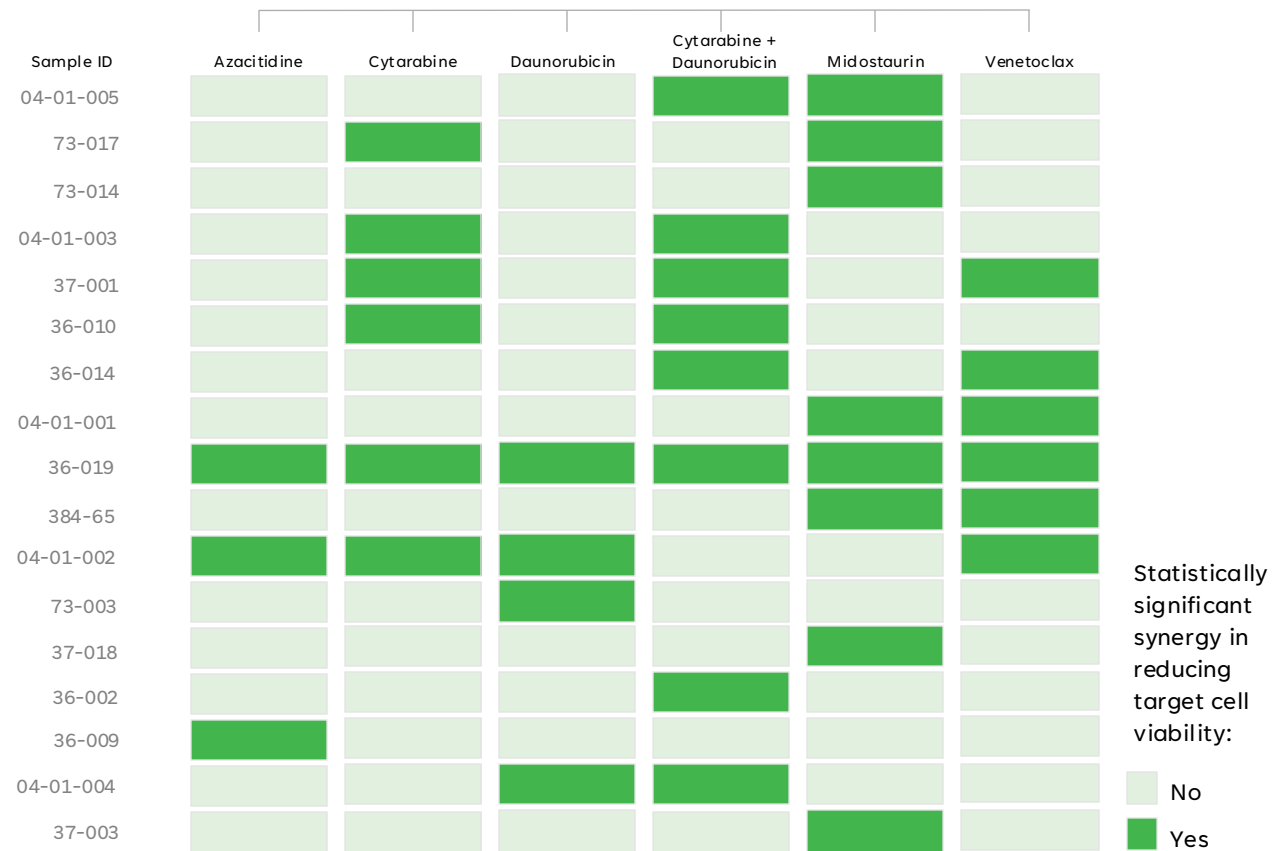 Cytarabine +
Sample ID Azacitidine Cytarabine Daunorubicin Daunorubicin Midostaurin Venetoclax
04-01-005
73-017
73-014
04-01-003
37-001
36-010
36-014
04-01-001
36-019
384-65
04-01-002
73-003
37-018
36-002
36-009
04-01-004
37-003
Statistically
significant
synergy in
reducing
target cell
viability:
No
Yes